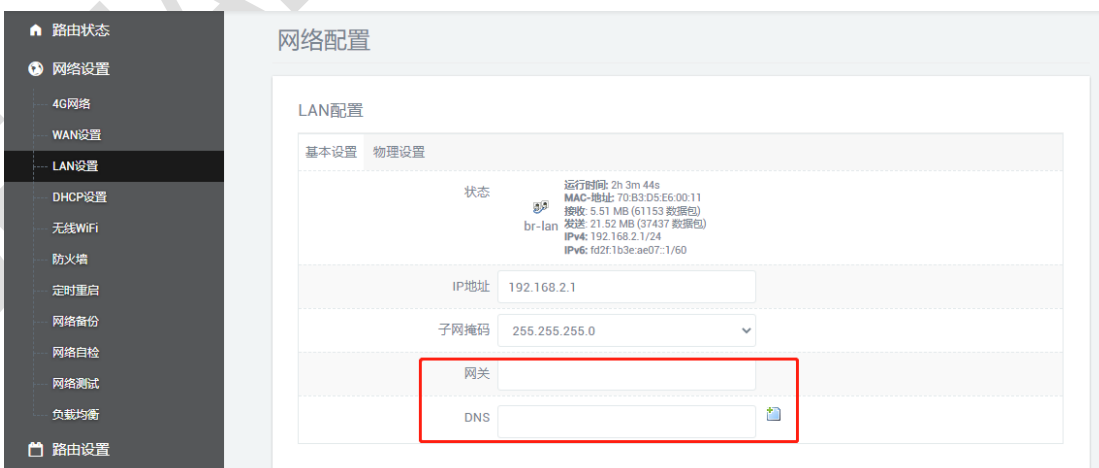 路由状态
网络设置
4G网络
WAN设置
LAN设置
DHCP设置
无线WiFi
防火墙
定时重启
网络备份
网络自检
网络测试
负载均衡
路由设置
网络配置
LAN配置
基本设置 物理设置
状态
br-lan
运行时间: 2h 3m 44s
MAC-地址: 70:B3:D5:E6:00:11
接收: 5.51 MB (61153 数据包)
发送: 21.52 MB (37437 数据包)
IPv4: 192.168.2.1/24
IPv6: fd2f:1b3e:ae07::1/60
IP地址 192.168.2.1
子网掩码 255.255.255.0
网关
DNS